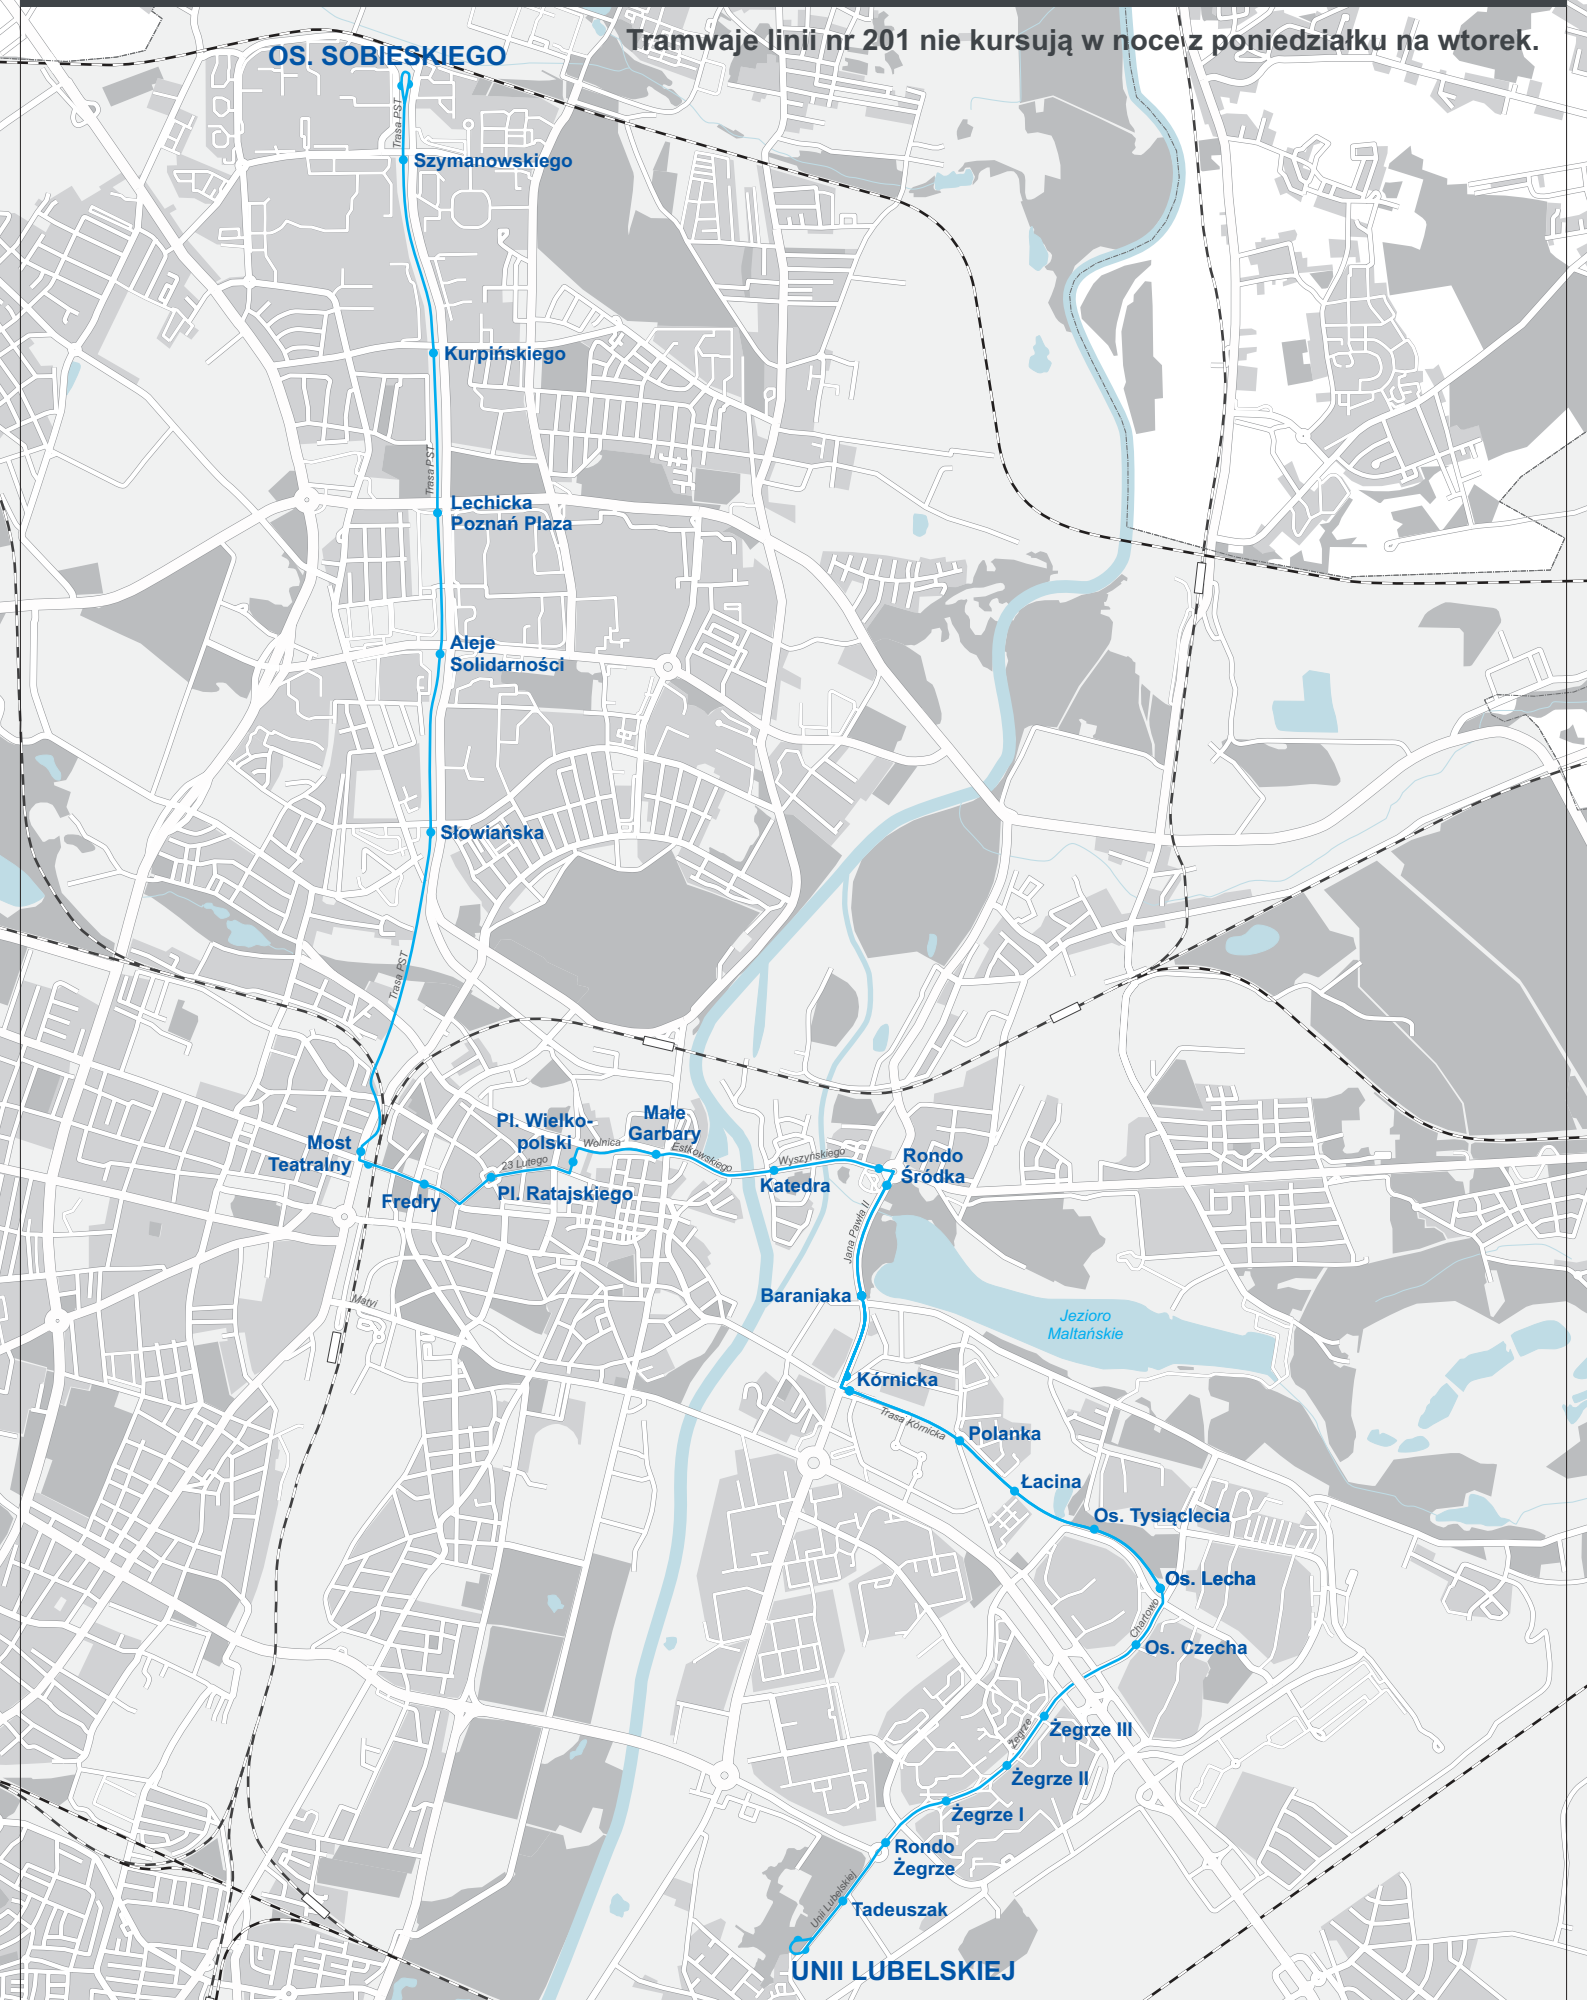 Tramwaje linii nr 201 nie kursują w noce z poniedziałku na wtorek.
OS. SOBIESKIEGO
Trasa PST
Szymanowskiego
Kurpińskiego
Trasa PST
Lechicka
Poznań Plaza
Aleje
Solidarności
Słowiańska
Trasa PST
Most
Teatralny
Fredry
Pl. Ratajskiego
23 Lutego
Pl. Wielko-
polski
Wolnica
Małe
Garbary
Estkowskiego
Katedra
Wyszyńskiego
Rondo
Śródka
Jana Pawła II
Matyi
Baraniaka
Jezioro
Maltańskie
Kórnicka
Trasa Kórnicka
Polanka
Łacina
Os. Tysiąclecia
Os. Lecha
Chartowo
Os. Czecha
Żegrze III
Żegrze
Żegrze II
Żegrze I
Rondo
Żegrze
Unii Lubelskiej
Tadeuszak
UNII LUBELSKIEJ